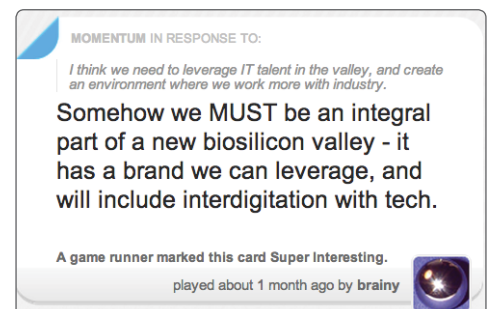 MOMENTUM IN RESPONSE TO:
I think we need to leverage IT talent in the valley, and create
an environment where we work more with industry.
Somehow we MUST be an integral
part of a new biosilicon valley - it
has a brand we can leverage, and
will include interdigitation with tech.
A game runner marked this card Super Interesting.
played about 1 month ago by brainy